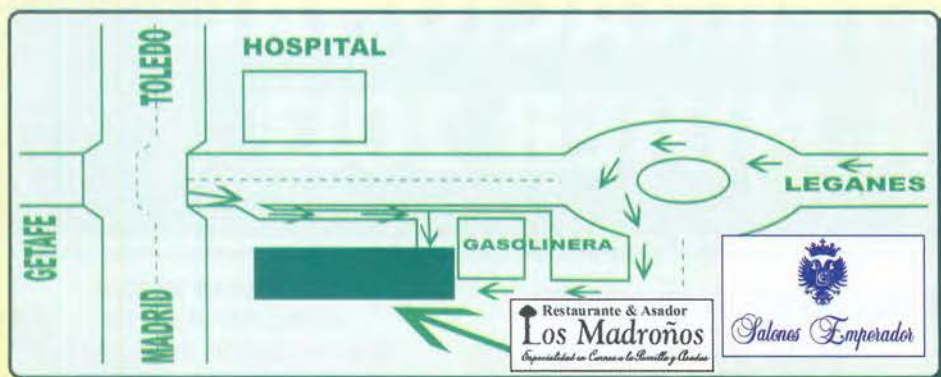 TOLEDO
HOSPITAL
LEGANES
GETAFE
GASOLINERA
MADRID
Restaurante & Asador
Los Madroños
Especialidad en Carnes a la Parrilla y Asados
Salones Emperador